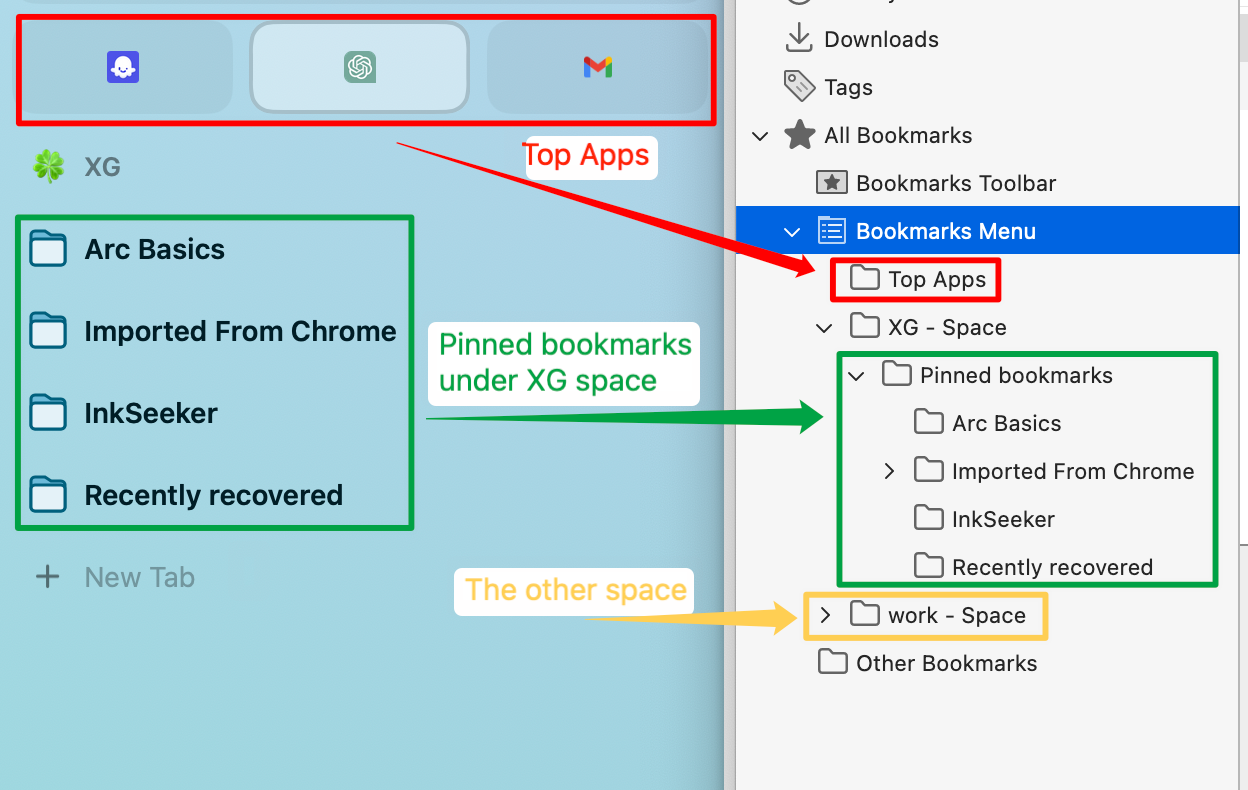 Top Apps
XG
Arc Basics
Imported From Chrome
InkSeeker
Recently recovered
New Tab
Pinned bookmarks
under XG space
The other space
Downloads
Tags
All Bookmarks
Bookmarks Toolbar
Bookmarks Menu
Top Apps
XG - Space
Pinned bookmarks
Arc Basics
Imported From Chrome
InkSeeker
Recently recovered
work - Space
Other Bookmarks